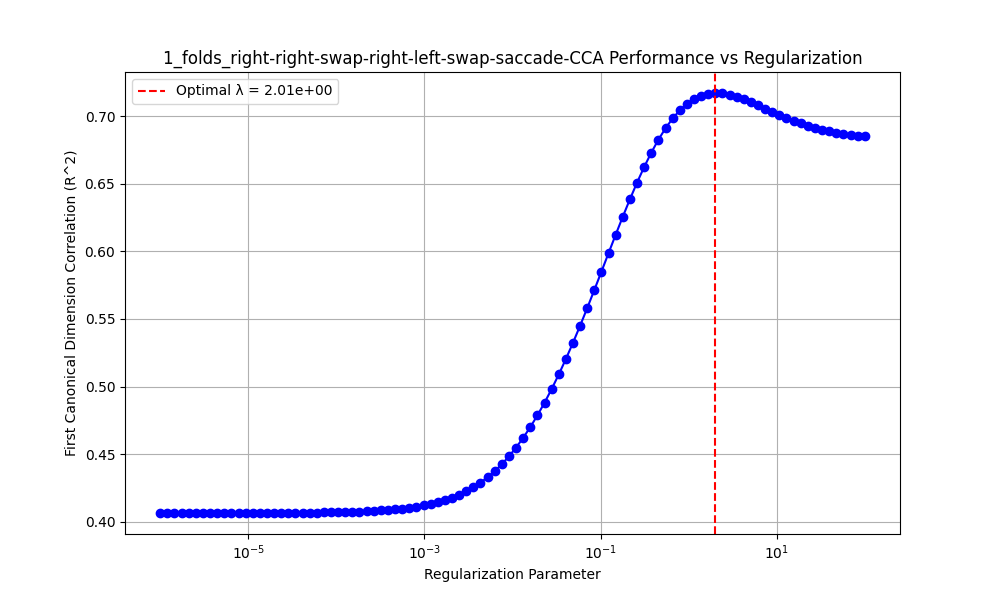 1_folds_right-right-swap-right-left-swap-saccade-CCA Performance vs Regularization
Optimal λ = 2.01e+00
First Canonical Dimension Correlation (R^2)
0.70
0.65
0.60
0.55
0.50
0.45
0.40
10⁻⁵
10⁻³
10⁻¹
10¹
Regularization Parameter